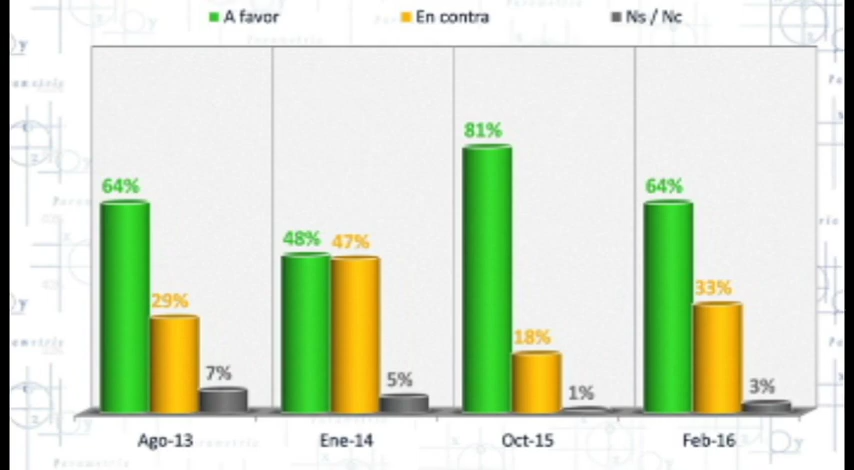 A favor En contra Ns / Nc
81%
64% 64%
48% 47%
29% 33%
18%
7% 5% 1% 3%
Ago-13 Ene-14 Oct-15 Feb-16